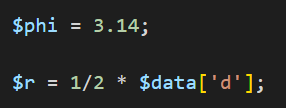 $phi = 3.14;
$r = 1/2 * $data['d'];